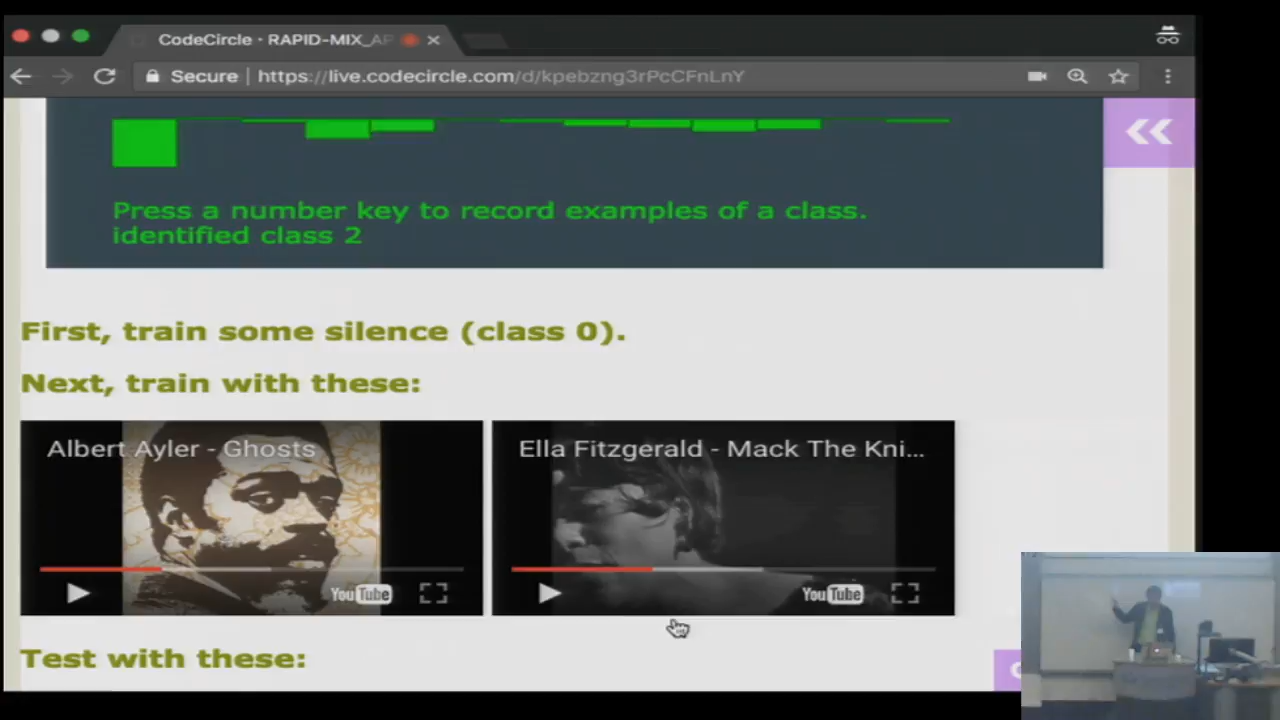 CodeCircle · RAPID-MIX_AP
Secure
https://live.codecircle.com/d/kpebzng3rPcCFnLnY
Press a number key to record examples of a class.
identified class 2
First, train some silence (class 0).
Next, train with these:
Albert Ayler - Ghosts
Ella Fitzgerald - Mack The Kni...
YouTube
YouTube
Test with these: